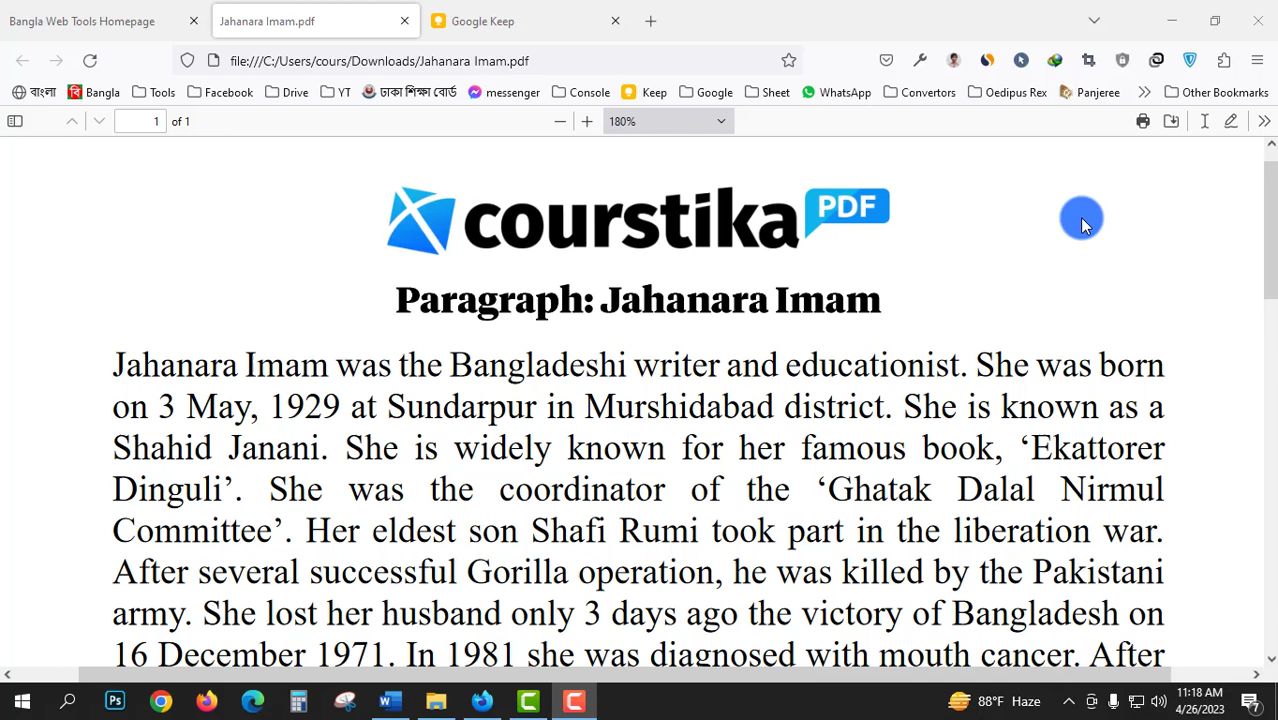 Bangla Web Tools Homepage
Jahanara Imam.pdf
Google Keep
file:///C:/Users/cours/Downloads/Jahanara Imam.pdf
বাংলা
বি Bangla
Tools
Facebook
Drive
YT
ঢাকা শিক্ষা বোর্ড
messenger
Console
Keep
Google
Sheet
WhatsApp
Convertors
Oedipus Rex
Panjeree
Other Bookmarks
1 of 1
180%
courstika PDF
Paragraph: Jahanara Imam
Jahanara Imam was the Bangladeshi writer and educationist. She was born
on 3 May, 1929 at Sundarpur in Murshidabad district. She is known as a
Shahid Janani. She is widely known for her famous book, ‘Ekattorer
Dinguli’. She was the coordinator of the ‘Ghatak Dalal Nirmul
Committee’. Her eldest son Shafi Rumi took part in the liberation war.
After several successful Gorilla operation, he was killed by the Pakistani
army. She lost her husband only 3 days ago the victory of Bangladesh on
16 December 1971. In 1981 she was diagnosed with mouth cancer. After
Ps
W
C
C
88°F Haze
11:18 AM
4/26/2023
7